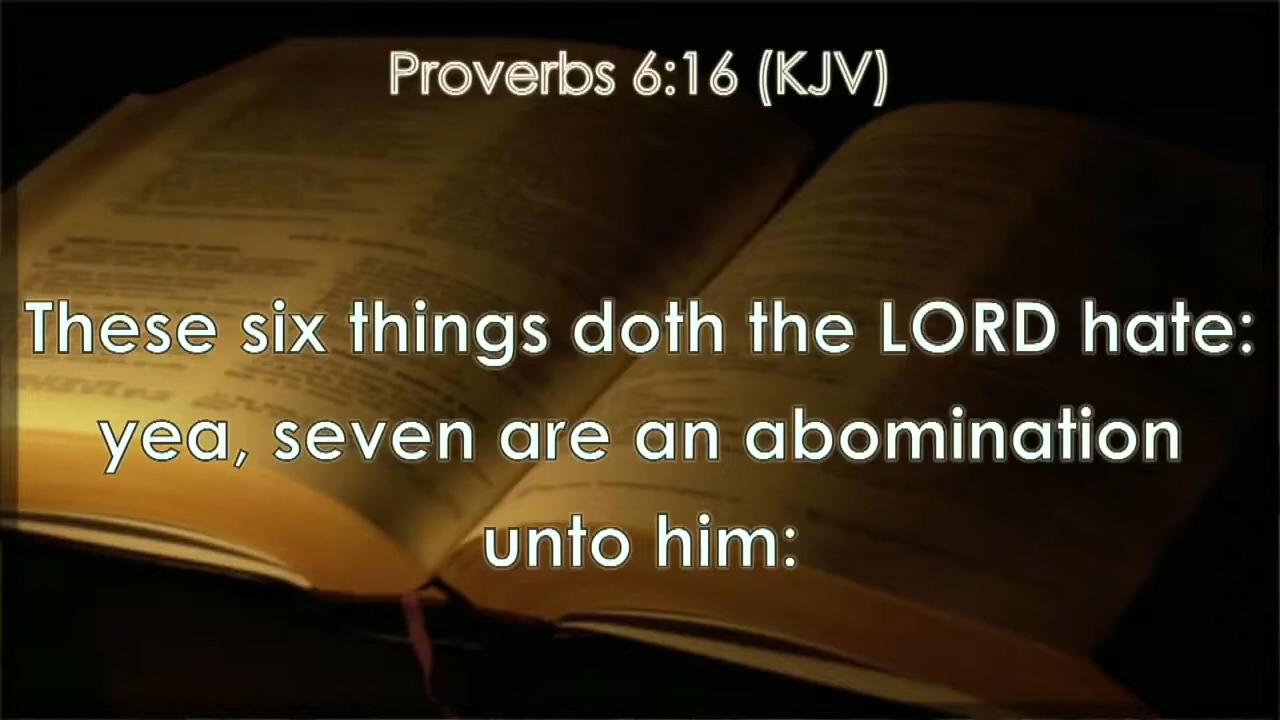 Proverbs 6:16 (KJV)
These six things doth the LORD hate:
yea, seven are an abomination
unto him: